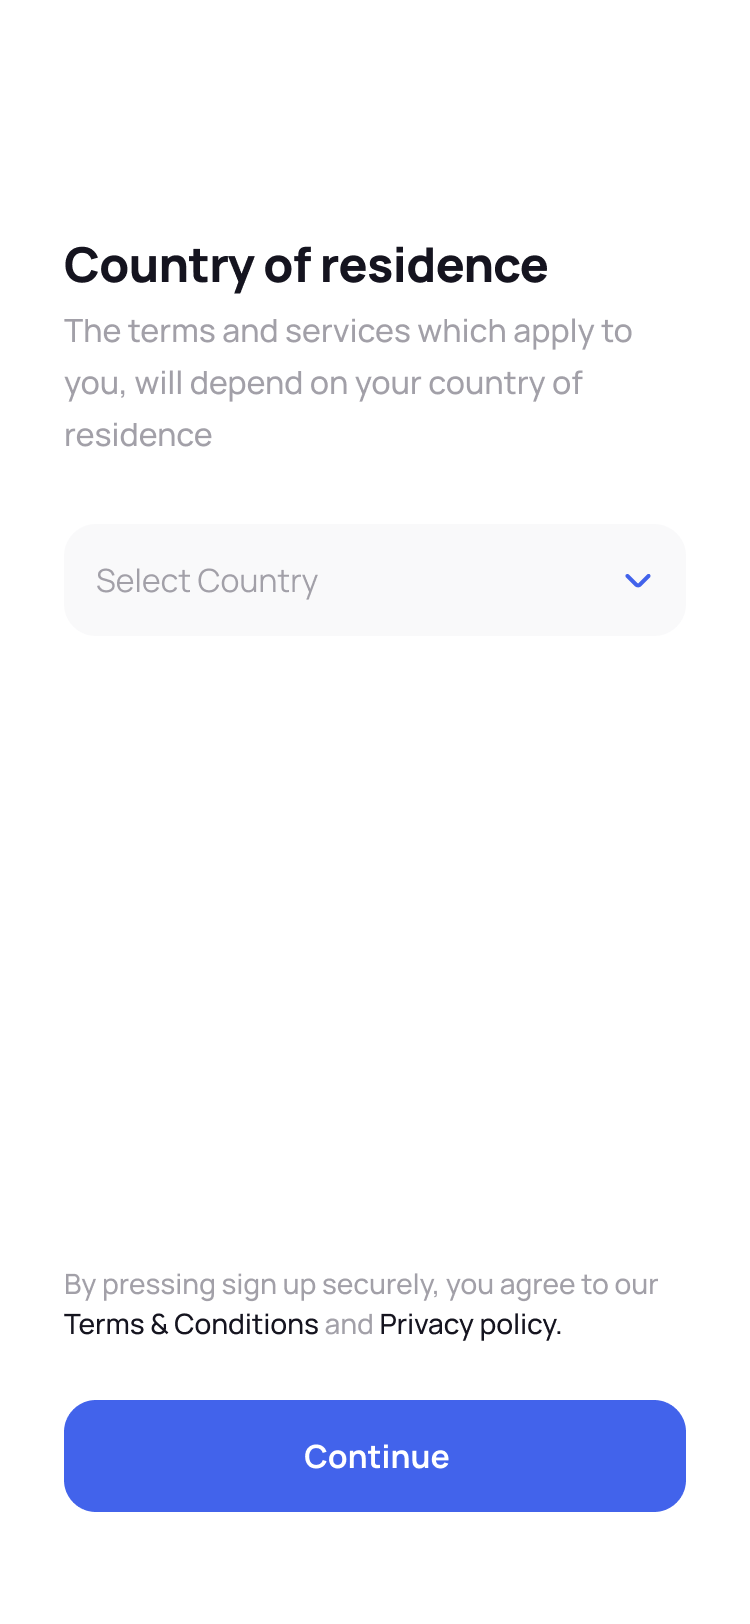 Country of residence
The terms and services which apply to
you, will depend on your country of
residence
Select Country
By pressing sign up securely, you agree to our
Terms & Conditions and Privacy policy.
Continue